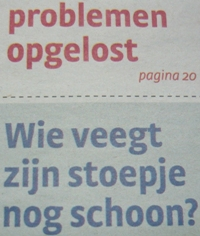 problemen
opgelost
pagina 20
Wie veegt
zijn stoepje
nog schoon?